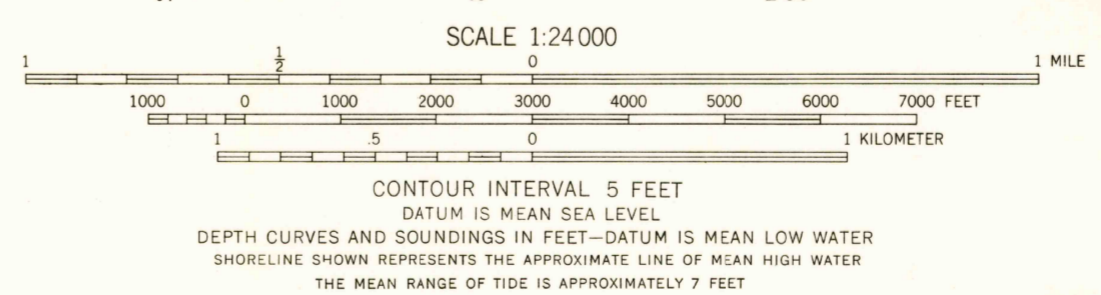 SCALE 1:24 000
1 1/2 0 1 MILE
1000 0 1000 2000 3000 4000 5000 6000 7000 FEET
1 .5 0 1 KILOMETER
CONTOUR INTERVAL 5 FEET
DATUM IS MEAN SEA LEVEL
DEPTH CURVES AND SOUNDINGS IN FEET—DATUM IS MEAN LOW WATER
SHORELINE SHOWN REPRESENTS THE APPROXIMATE LINE OF MEAN HIGH WATER
THE MEAN RANGE OF TIDE IS APPROXIMATELY 7 FEET